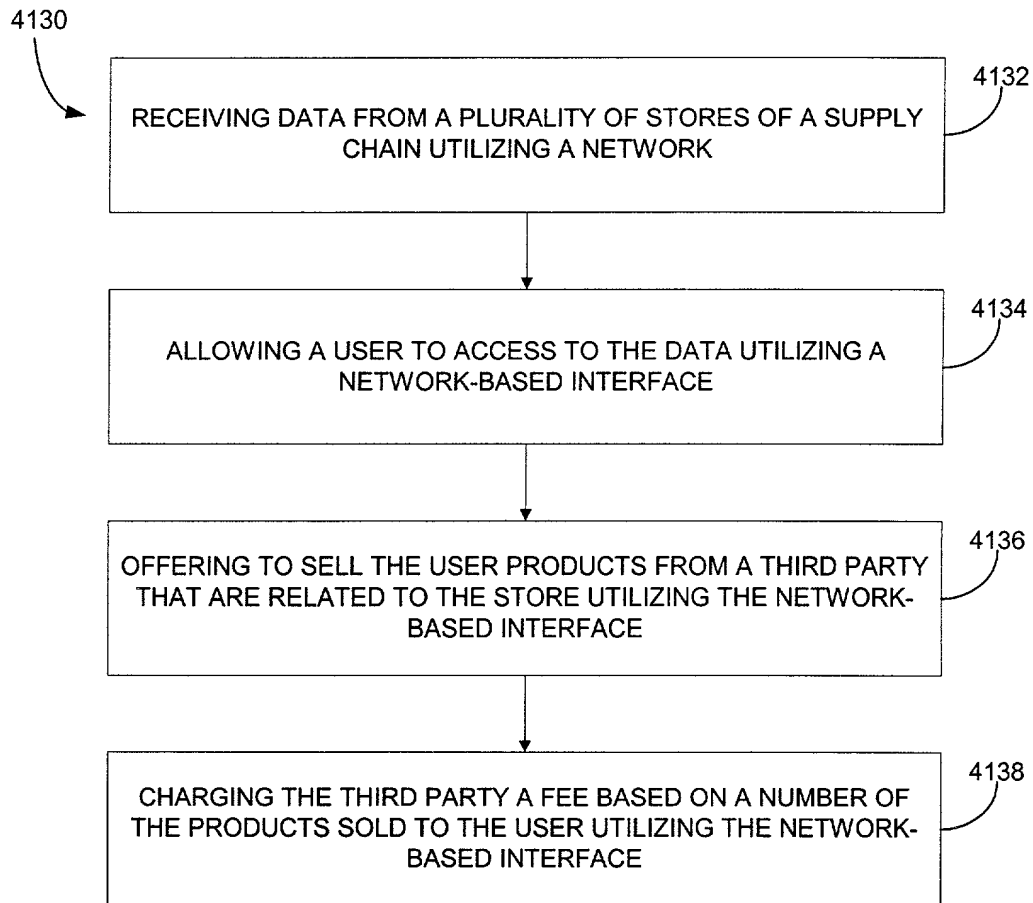 4130
4132
RECEIVING DATA FROM A PLURALITY OF STORES OF A SUPPLY
CHAIN UTILIZING A NETWORK
4134
ALLOWING A USER TO ACCESS TO THE DATA UTILIZING A
NETWORK-BASED INTERFACE
4136
OFFERING TO SELL THE USER PRODUCTS FROM A THIRD PARTY
THAT ARE RELATED TO THE STORE UTILIZING THE NETWORK-
BASED INTERFACE
4138
CHARGING THE THIRD PARTY A FEE BASED ON A NUMBER OF
THE PRODUCTS SOLD TO THE USER UTILIZING THE NETWORK-
BASED INTERFACE